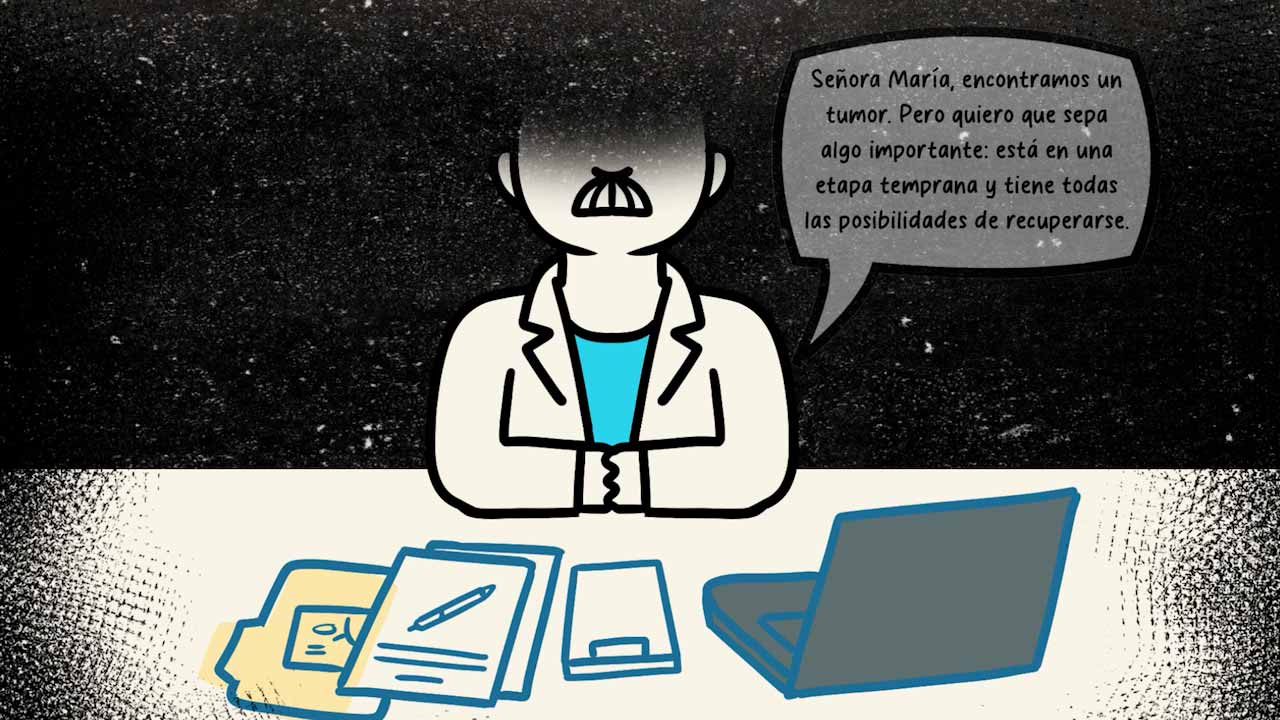 Señora María, encontramos un
tumor. Pero quiero que sepa
algo importante: está en una
etapa temprana y tiene todas
las posibilidades de recuperarse.